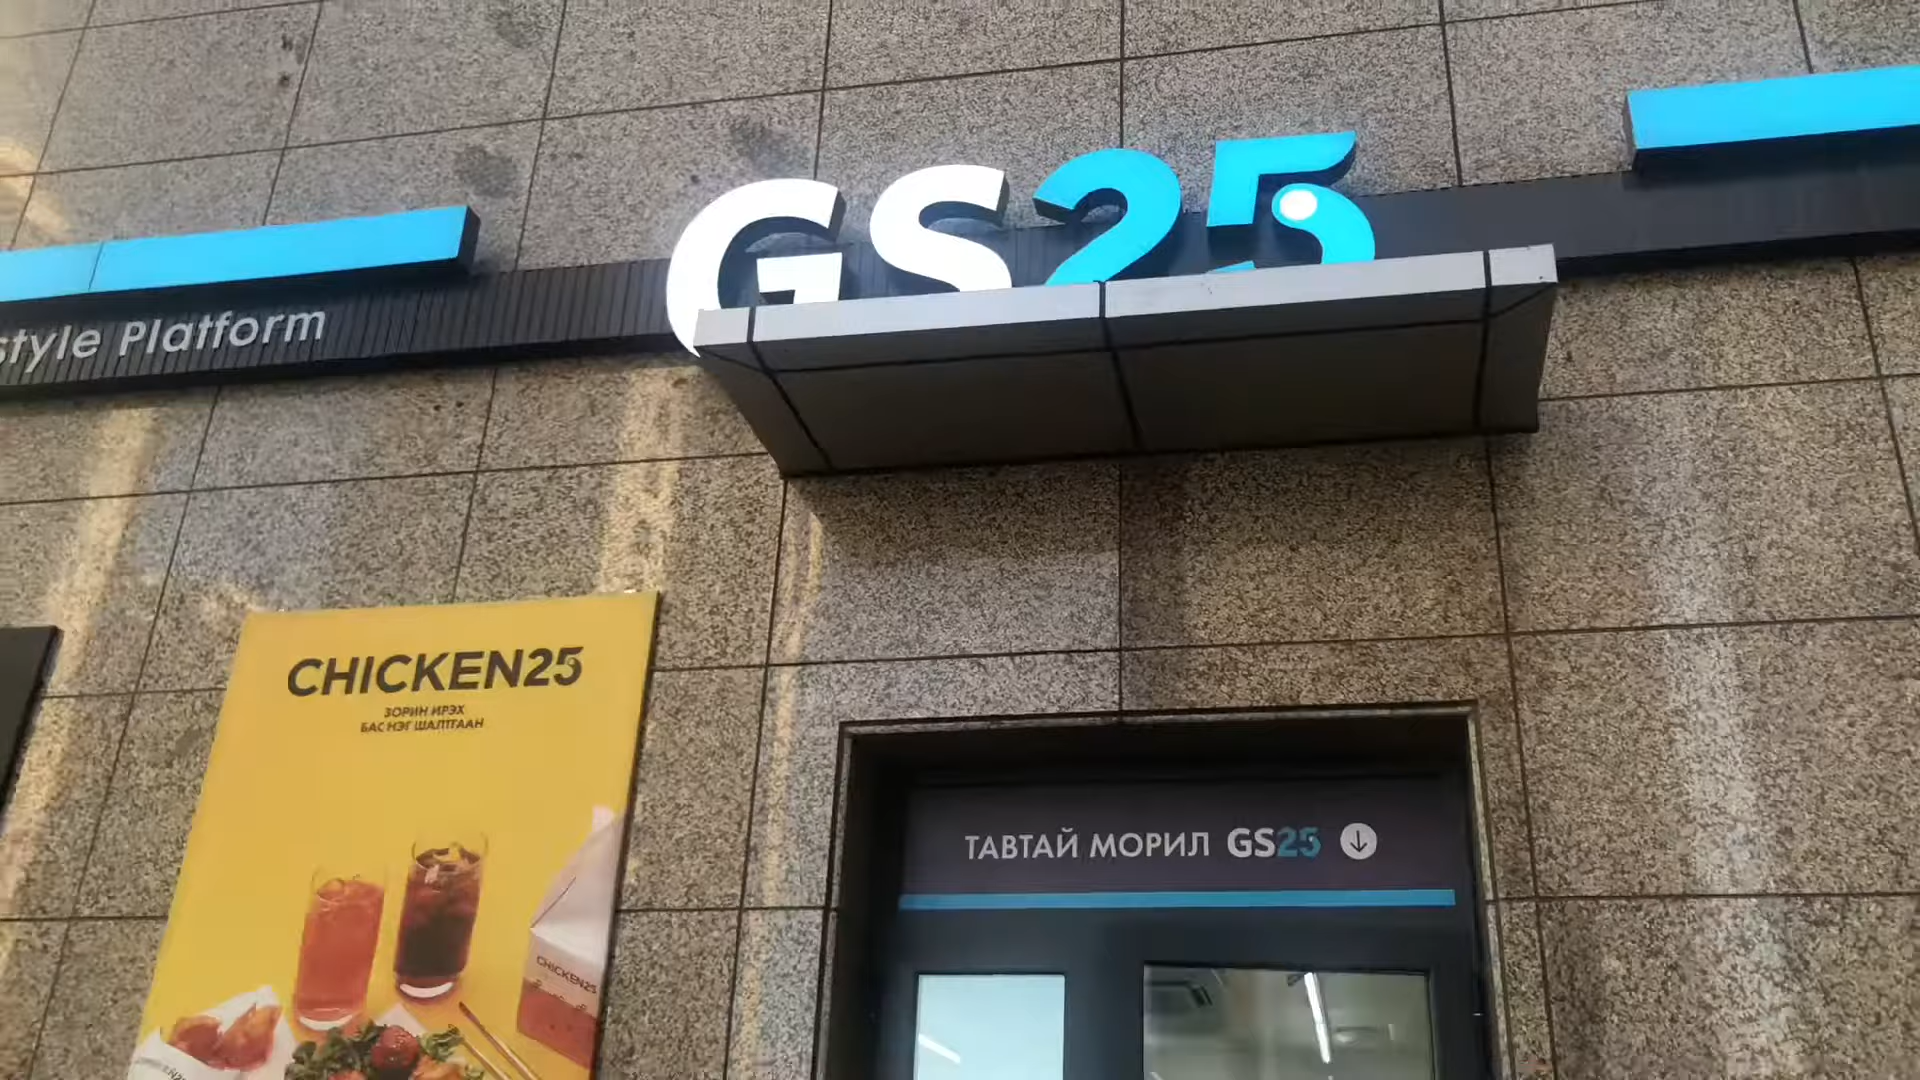 GS25
style Platform
CHICKEN25
ЗОРИН ИРЭХ
БАС НЭГ ШАЛТГААН
CHICKEN25
ТАВТАЙ МОРИЛ GS25